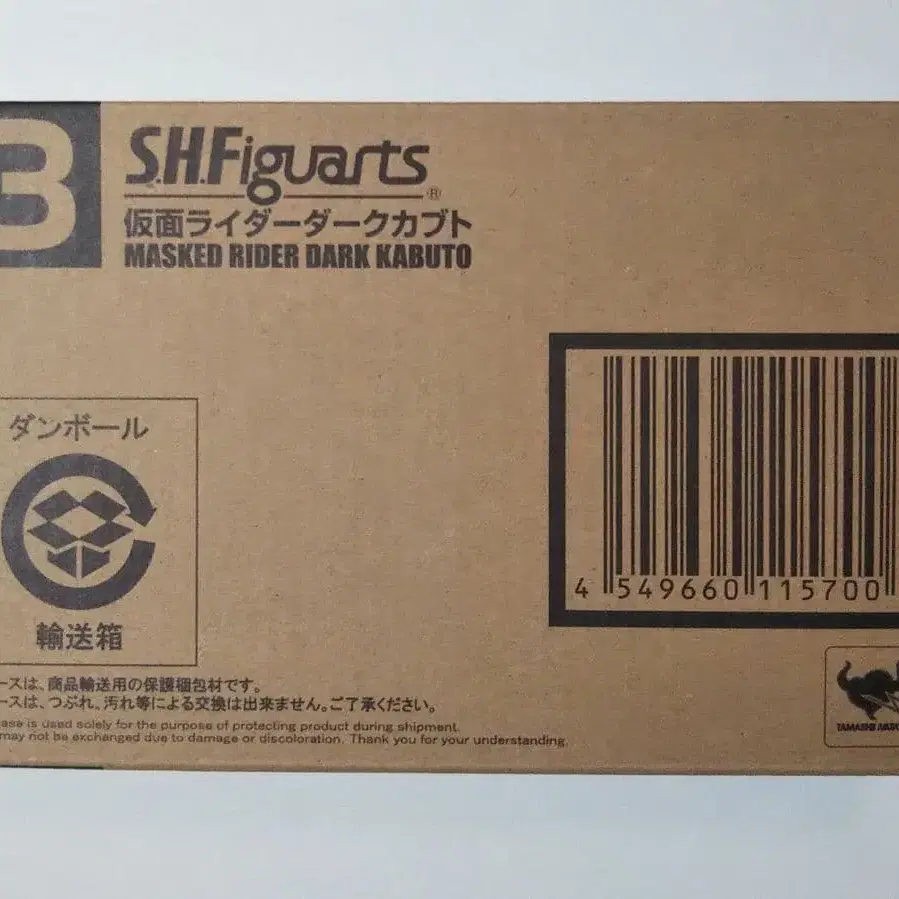 B
S.H.Figuarts®
仮面ライダーダークカブト
MASKED RIDER DARK KABUTO
ダンボール
輸送箱
4 549660 115700
ースは、商品輸送用の保護梱包材です。
ースは、つぶれ、汚れ等による交換は出来ません。ご了承ください。
ase is used solely for the purpose of protecting product during shipment.
may not be exchanged due to damage or discoloration. Thank you for your understanding.
TAMASHII